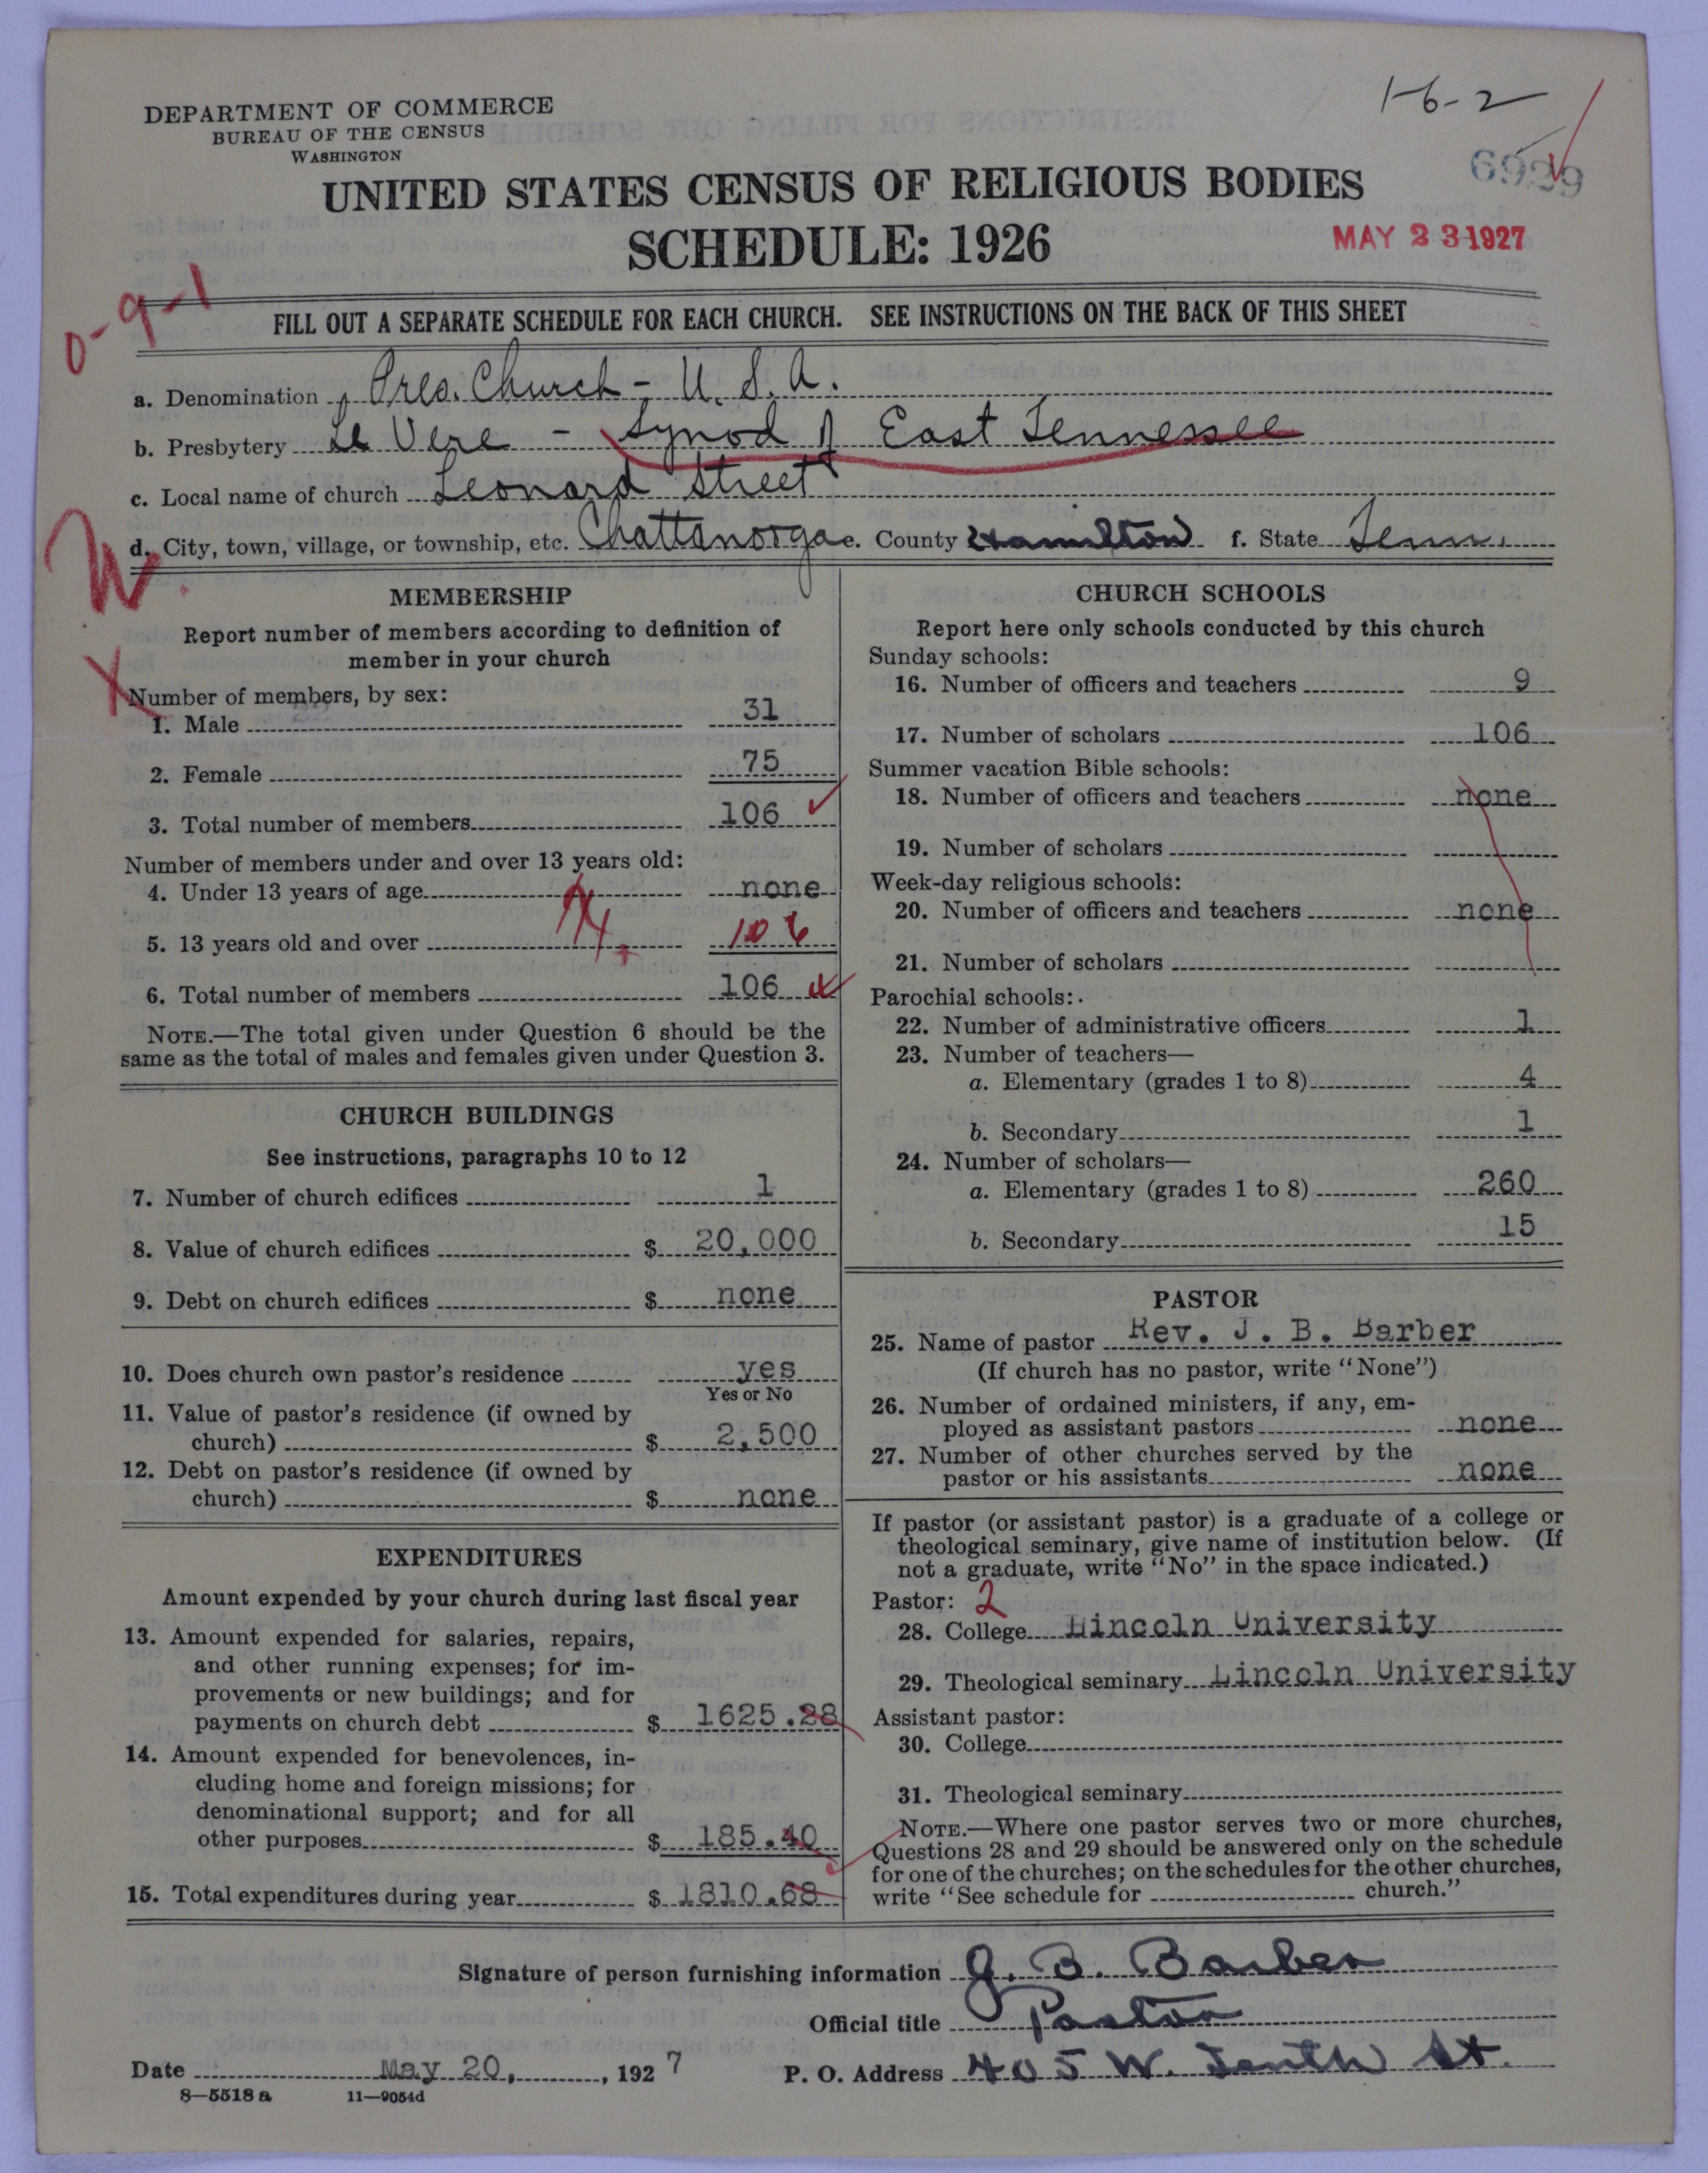 1-6-2
DEPARTMENT OF COMMERCE
BUREAU OF THE CENSUS
WASHINGTON
6929
UNITED STATES CENSUS OF RELIGIOUS BODIES
SCHEDULE: 1926
MAY 23 1927
0-9-1
FILL OUT A SEPARATE SCHEDULE FOR EACH CHURCH. SEE INSTRUCTIONS ON THE BACK OF THIS SHEET
a. Denomination Pres. Church - U. S. A.
b. Presbytery Le Vere - Synod of East Tennessee
c. Local name of church Leonard Street
d. City, town, village, or township, etc. Chattanooga e. County Hamilton f. State Tenn.
MEMBERSHIP
Report number of members according to definition of
member in your church
Number of members, by sex:
1. Male 31
2. Female 75
3. Total number of members 106
Number of members under and over 13 years old:
4. Under 13 years of age none
5. 13 years old and over 106
6. Total number of members 106
NOTE.—The total given under Question 6 should be the
same as the total of males and females given under Question 3.
CHURCH BUILDINGS
See instructions, paragraphs 10 to 12
7. Number of church edifices 1
8. Value of church edifices $ 20,000
9. Debt on church edifices $ none
10. Does church own pastor's residence yes
Yes or No
11. Value of pastor's residence (if owned by
church) $ 2,500
12. Debt on pastor's residence (if owned by
church) $ none
EXPENDITURES
Amount expended by your church during last fiscal year
13. Amount expended for salaries, repairs,
and other running expenses; for im-
provements or new buildings; and for
payments on church debt $ 1625.28
14. Amount expended for benevolences, in-
cluding home and foreign missions; for
denominational support; and for all
other purposes $ 185.40
15. Total expenditures during year $ 1810.68
CHURCH SCHOOLS
Report here only schools conducted by this church
Sunday schools:
16. Number of officers and teachers 9
17. Number of scholars 106
Summer vacation Bible schools:
18. Number of officers and teachers none
19. Number of scholars
Week-day religious schools:
20. Number of officers and teachers none
21. Number of scholars
Parochial schools:
22. Number of administrative officers 1
23. Number of teachers—
a. Elementary (grades 1 to 8) 4
b. Secondary 1
24. Number of scholars—
a. Elementary (grades 1 to 8) 260
b. Secondary 15
PASTOR
25. Name of pastor Rev. J. B. Barber
(If church has no pastor, write "None")
26. Number of ordained ministers, if any, em-
ployed as assistant pastors none
27. Number of other churches served by the
pastor or his assistants none
If pastor (or assistant pastor) is a graduate of a college or
theological seminary, give name of institution below. (If
not a graduate, write "No" in the space indicated.)
Pastor: 2
28. College Lincoln University
29. Theological seminary Lincoln University
Assistant pastor:
30. College
31. Theological seminary
NOTE.—Where one pastor serves two or more churches,
Questions 28 and 29 should be answered only on the schedule
for one of the churches; on the schedules for the other churches,
write "See schedule for church."
Signature of person furnishing information J. B. Barber
Official title Pastor
Date May 20, 1927 P. O. Address 405 W. Tenth St.
8—5518 a 11—9054d